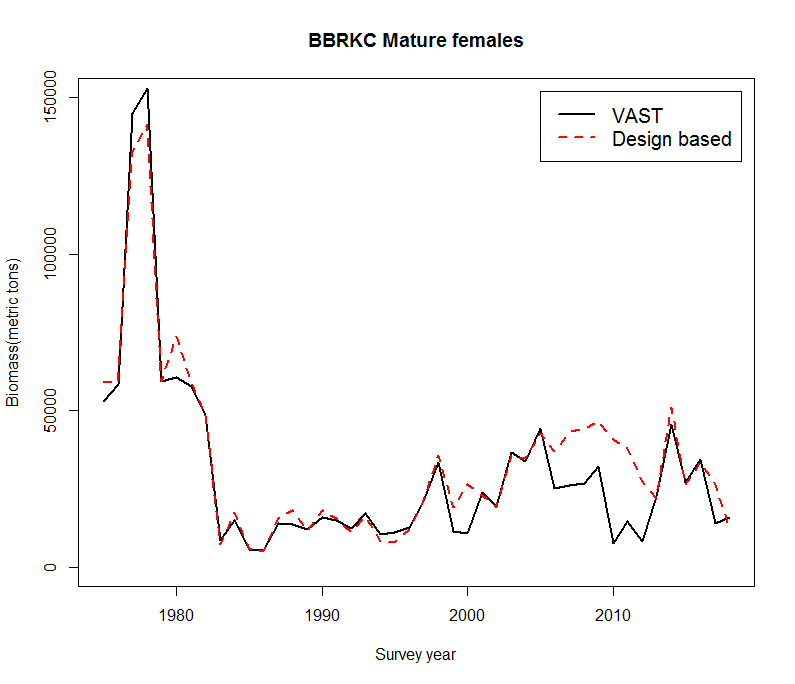 BBRKC Mature females
VAST
Design based
Biomass(metric tons)
150000
100000
50000
0
1980 1990 2000 2010
Survey year